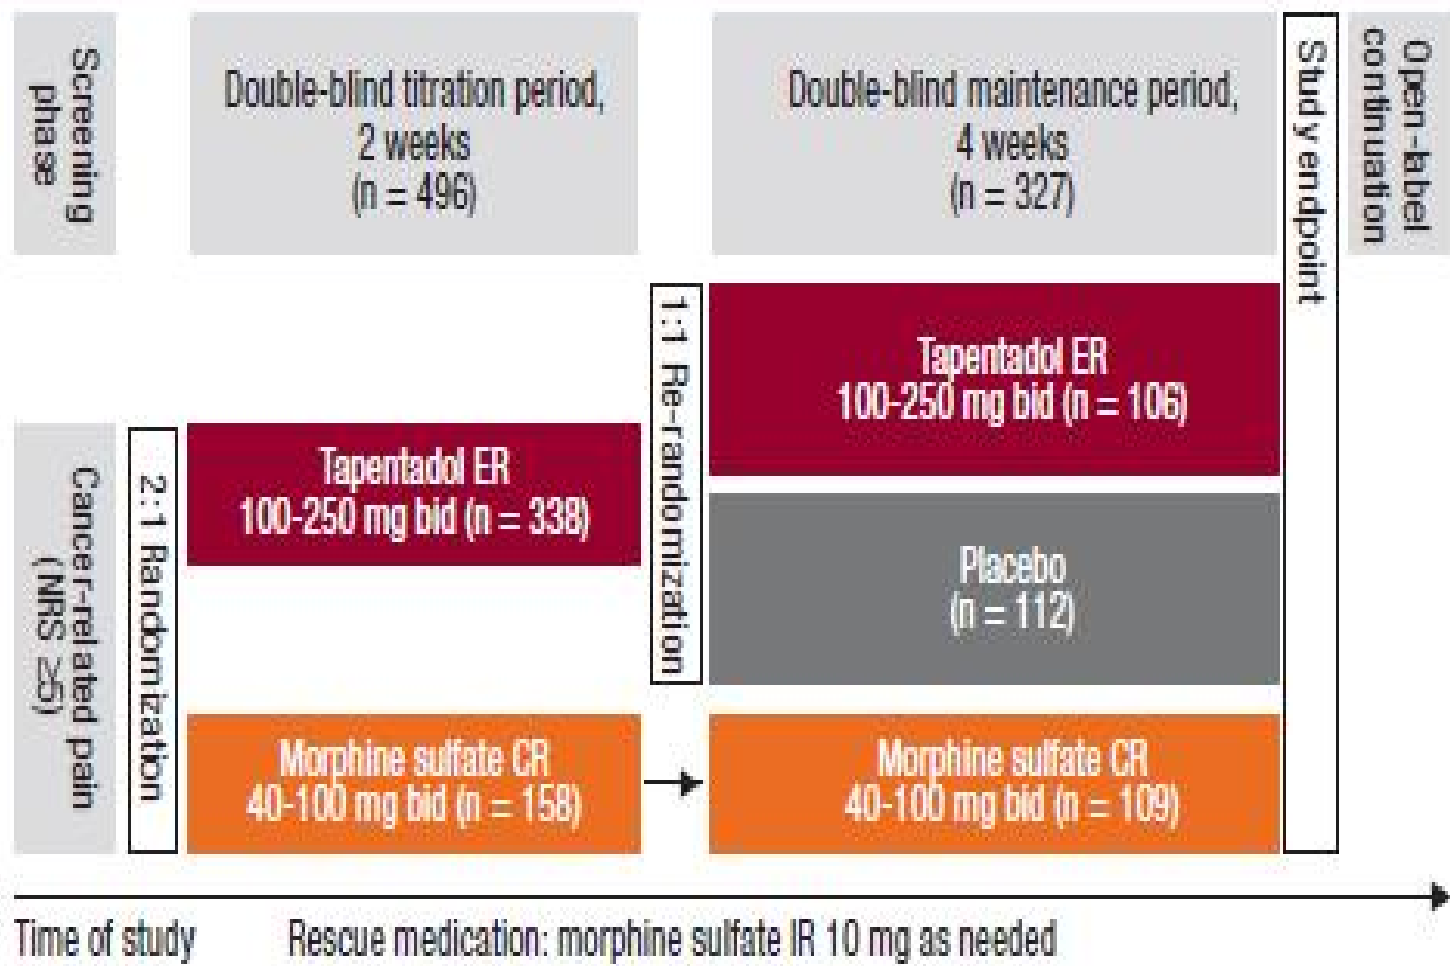 Screening
phase
Double-blind titration period,
2 weeks
(n = 496)
Double-blind maintenance period,
4 weeks
(n = 327)
Study endpoint
Open-label
continuation
Cancer-related pain
(NRS ≥5)
2:1 Randomization
Tapentadol ER
100-250 mg bid (n = 338)
1:1 Re-randomization
Tapentadol ER
100-250 mg bid (n = 106)
Placebo
(n = 112)
Morphine sulfate CR
40-100 mg bid (n = 158)
Morphine sulfate CR
40-100 mg bid (n = 109)
Time of study
Rescue medication: morphine sulfate IR 10 mg as needed